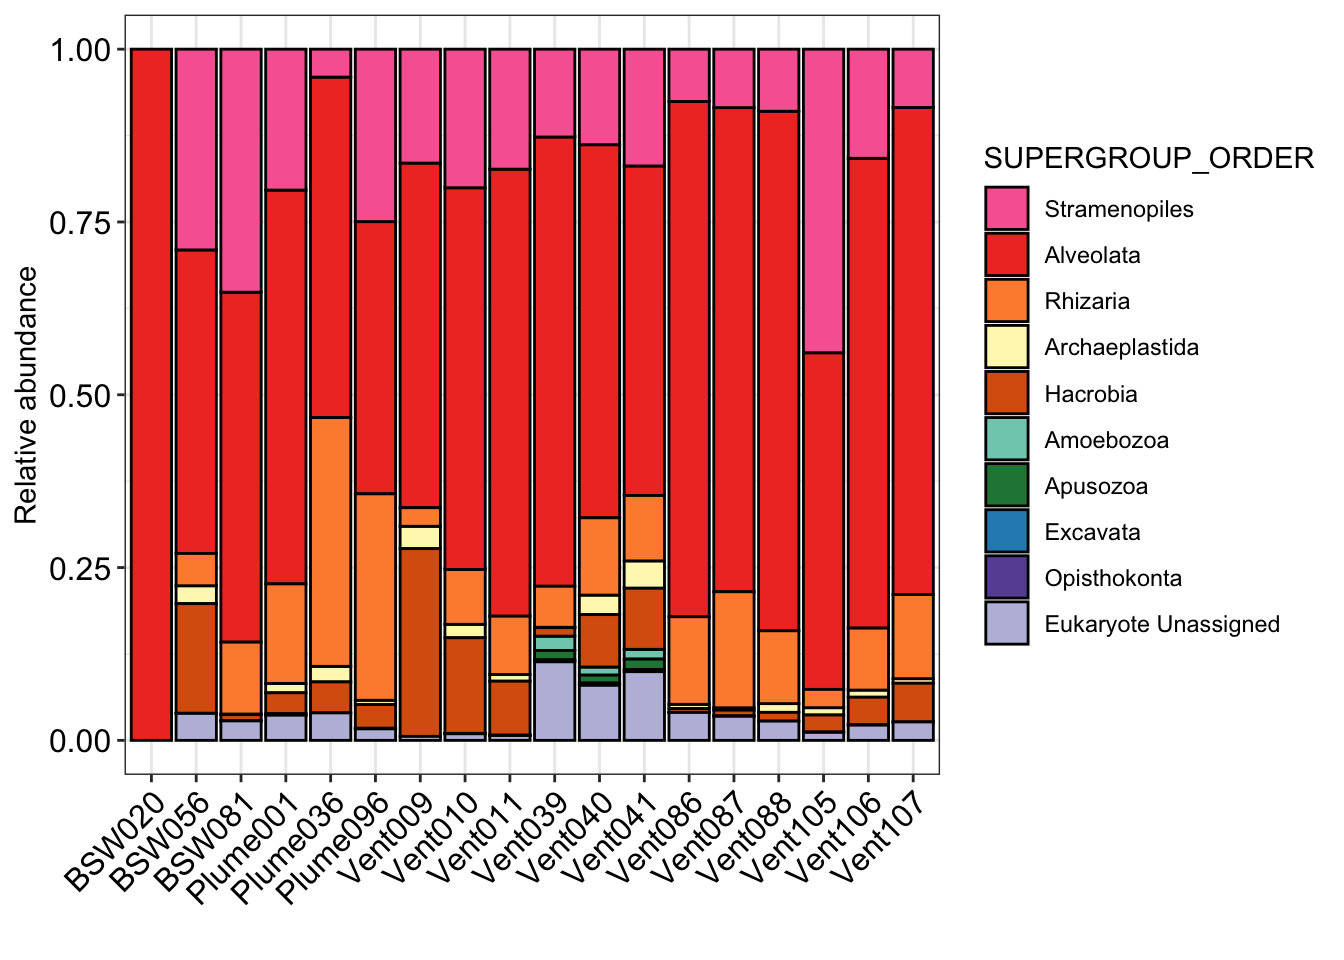 1.00
0.75
0.50
0.25
0.00
Relative abundance
BSW020
BSW056
BSW081
Plume001
Plume036
Plume096
Vent009
Vent010
Vent011
Vent039
Vent040
Vent041
Vent086
Vent087
Vent088
Vent105
Vent106
Vent107
SUPERGROUP_ORDER
Stramenopiles
Alveolata
Rhizaria
Archaeplastida
Hacrobia
Amoebozoa
Apusozoa
Excavata
Opisthokonta
Eukaryote Unassigned